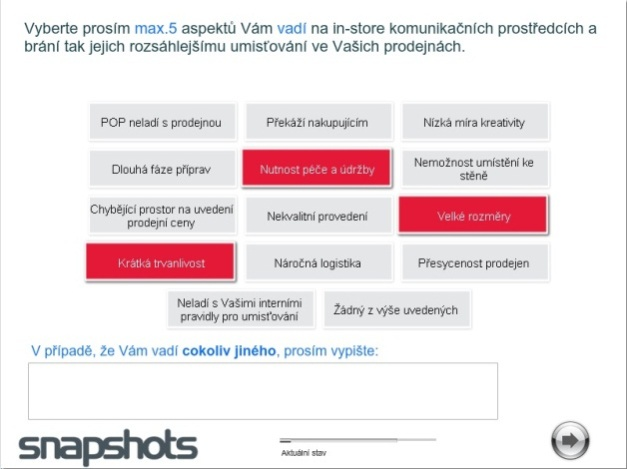 Vyberte prosím max.5 aspektů Vám vadí na in-store komunikačních prostředcích a
brání tak jejich rozsáhlejšímu umisťování ve Vašich prodejnách.
POP neladí s prodejnou
Překáží nakupujícím
Nízká míra kreativity
Dlouhá fáze příprav
Nutnost péče a údržby
Nemožnost umístění ke
stěně
Chybějící prostor na uvedení
prodejní ceny
Nekvalitní provedení
Velké rozměry
Krátká trvanlivost
Náročná logistika
Přesycenost prodejen
Neladí s Vašimi interními
pravidly pro umisťování
Žádný z výše uvedených
V případě, že Vám vadí cokoliv jiného, prosím vypište:
snapshots
Aktuální stav